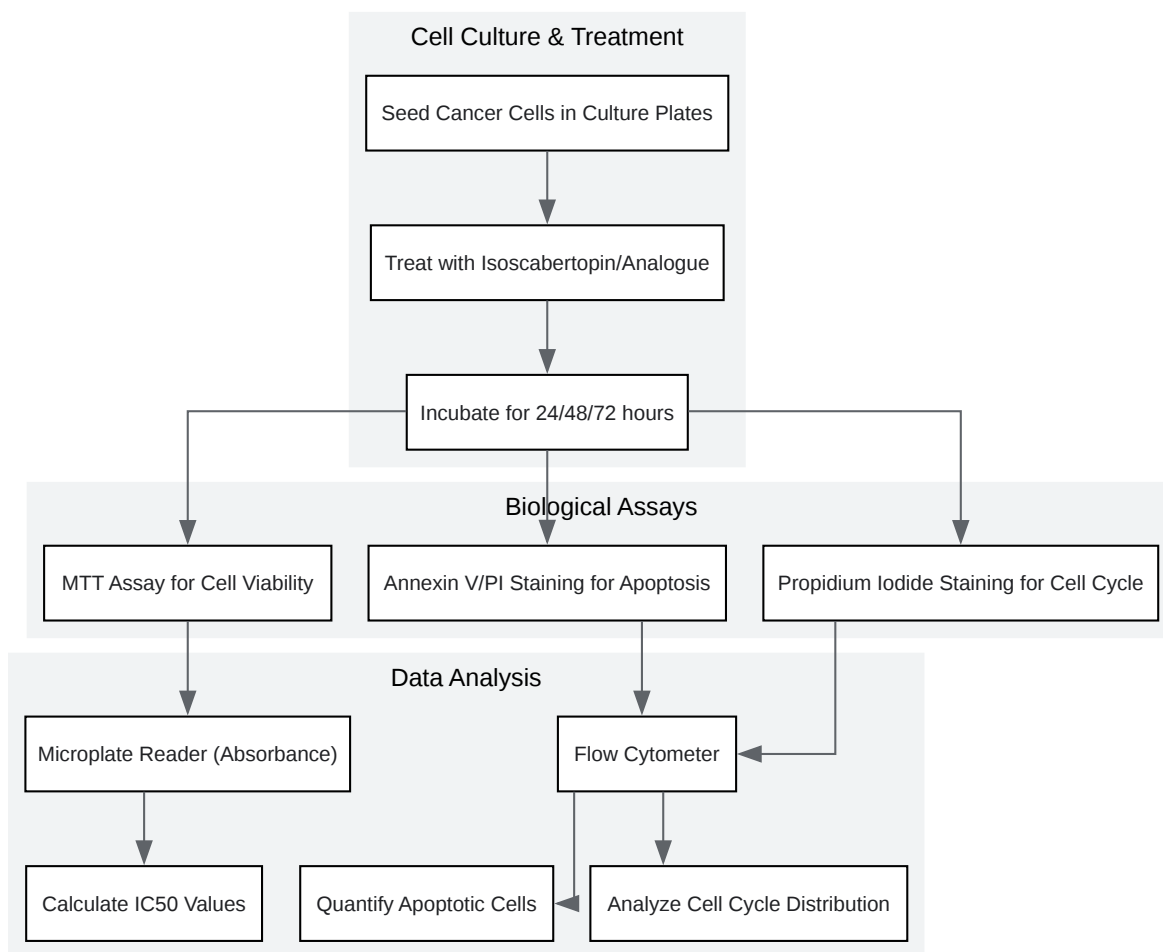 Cell Culture & Treatment
Seed Cancer Cells in Culture Plates
Treat with Isoscabertopin/Analogue
Incubate for 24/48/72 hours
Biological Assays
MTT Assay for Cell Viability
Annexin V/PI Staining for Apoptosis
Propidium Iodide Staining for Cell Cycle
Data Analysis
Microplate Reader (Absorbance)
Flow Cytometer
Calculate IC50 Values
Quantify Apoptotic Cells
Analyze Cell Cycle Distribution